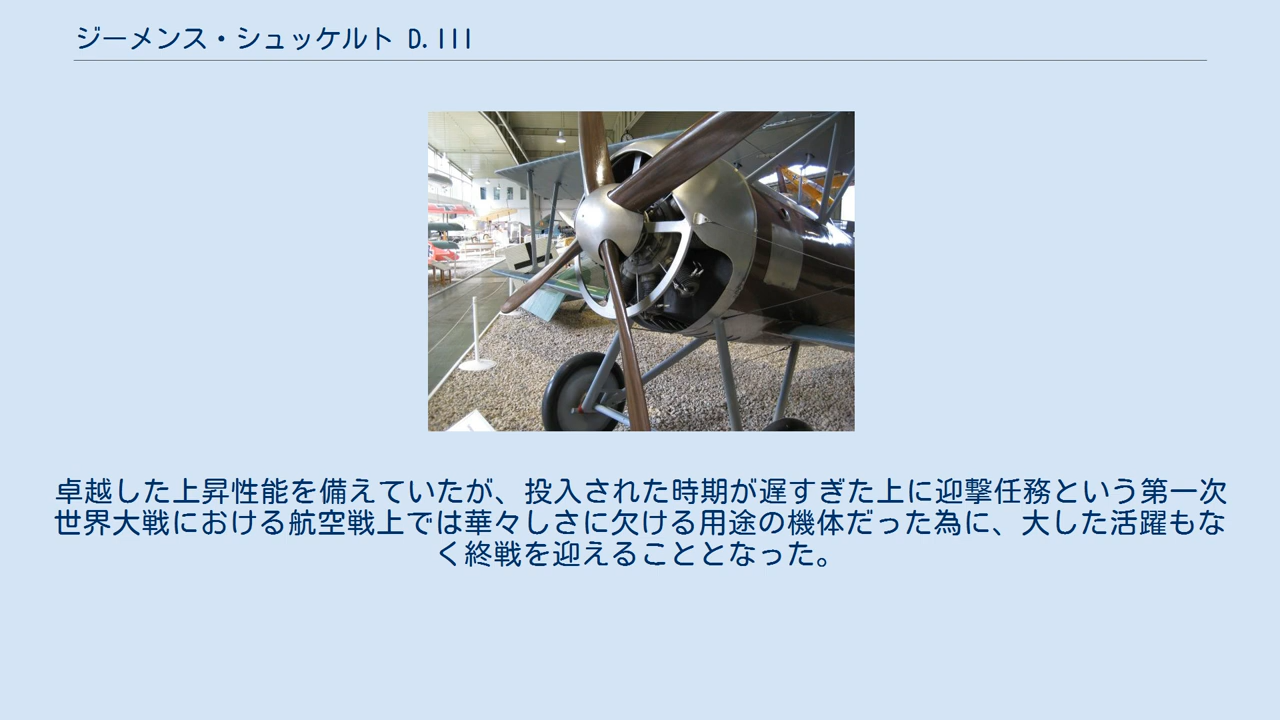 ジーメンス・シュッケルト D.III
卓越した上昇性能を備えていたが、投入された時期が遅すぎた上に迎撃任務という第一次
世界大戦における航空戦上では華々しさに欠ける用途の機体だった為に、大した活躍もな
く終戦を迎えることとなった。